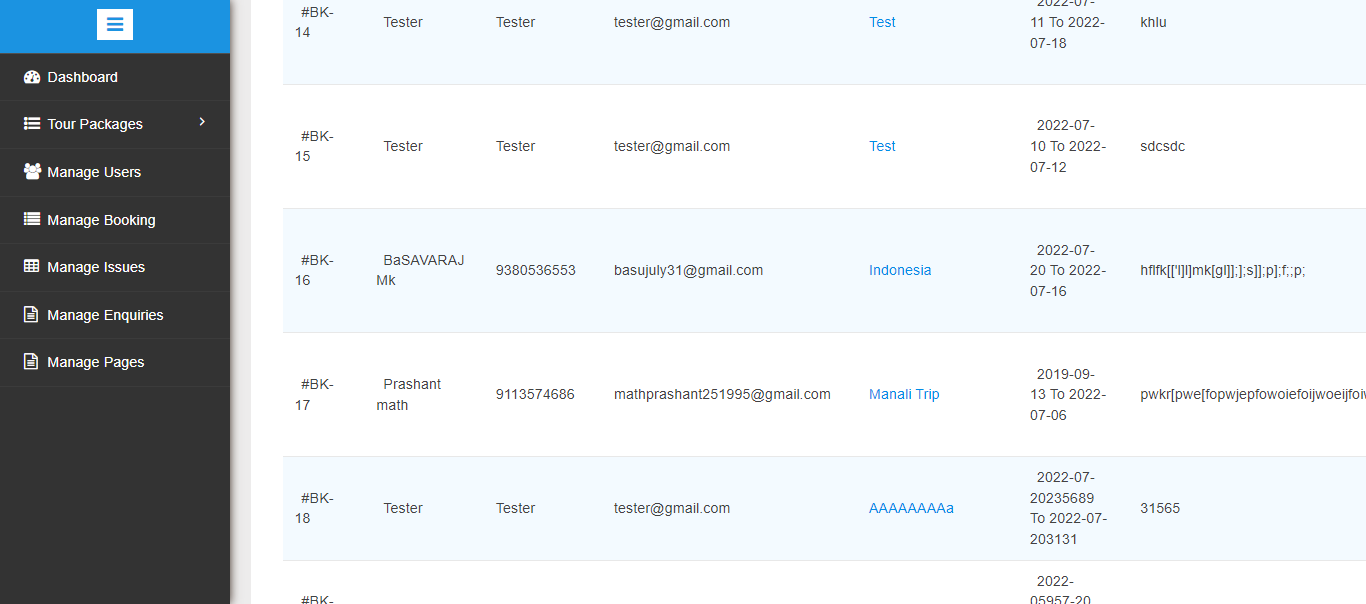 Dashboard
Tour Packages
Manage Users
Manage Booking
Manage Issues
Manage Enquiries
Manage Pages
#BK-
14
Tester
Tester
tester@gmail.com
Test
2022-07-
11 To 2022-
07-18
khlu
#BK-
15
Tester
Tester
tester@gmail.com
Test
2022-07-
10 To 2022-
07-12
sdcsdc
#BK-
16
BaSAVARAJ
Mk
9380536553
basujuly31@gmail.com
Indonesia
2022-07-
20 To 2022-
07-16
#BK-
17
Prashant
math
9113574686
mathprashant251995@gmail.com
Manali Trip
2019-09-
13 To 2022-
07-06
pwkr[pwe[fopwjepfowoiefoijwoeijfoiw
#BK-
18
Tester
Tester
tester@gmail.com
AAAAAAAAa
2022-07-
20235689
To 2022-07-
203131
31565
#BK-
2022-
05957-20